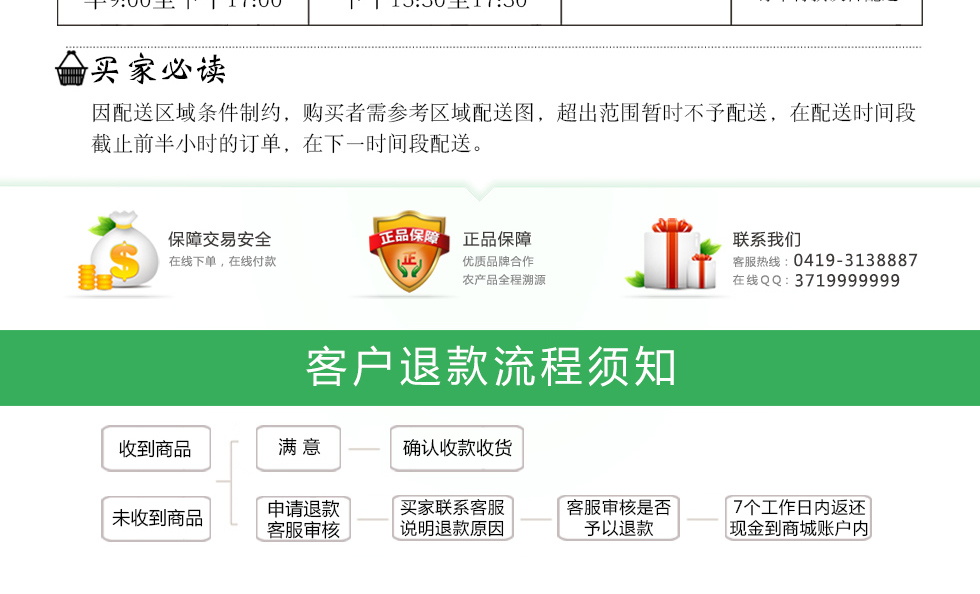 买家必读
因配送区域条件制约，购买者需参考区域配送图，超出范围暂时不予配送，在配送时间段
截止前半小时的订单，在下一时间段配送。
保障交易安全
在线下单，在线付款
正品保障
正
正品保障
优质品牌合作
农产品全程溯源
联系我们
客服热线：0419-3138887
在线QQ：3719999999
客户退款流程须知
收到商品
满 意
确认收款收货
未收到商品
申请退款
客服审核
买家联系客服
说明退款原因
客服审核是否
予以退款
7个工作日内返还
现金到商城账户内